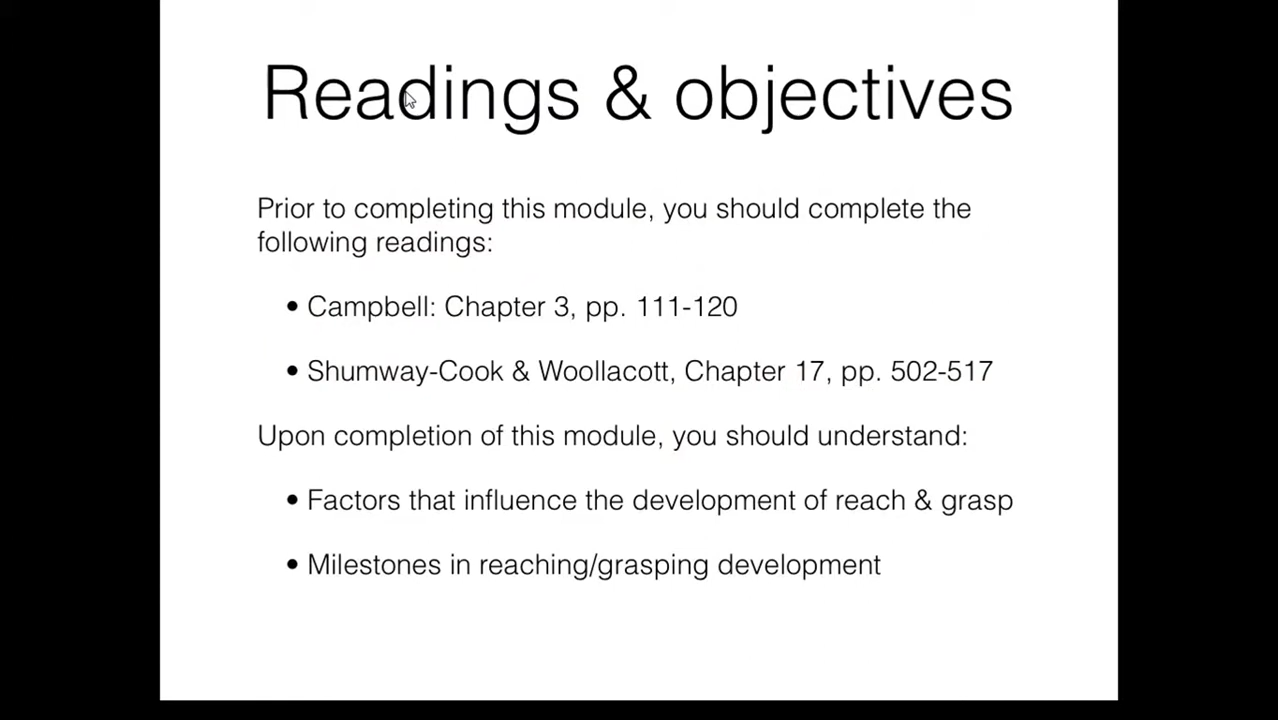 Readings & objectives
Prior to completing this module, you should complete the
following readings:
• Campbell: Chapter 3, pp. 111-120
• Shumway-Cook & Woollacott, Chapter 17, pp. 502-517
Upon completion of this module, you should understand:
• Factors that influence the development of reach & grasp
• Milestones in reaching/grasping development